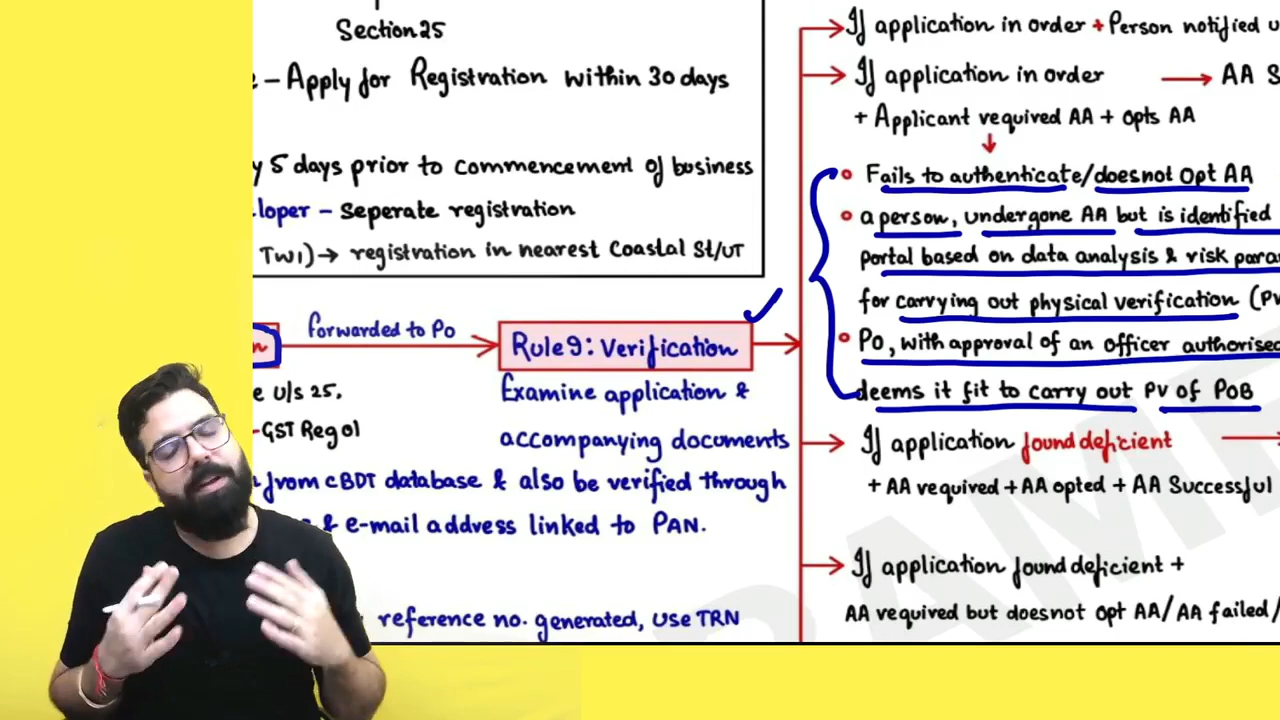 Section 25
- Apply for Registration within 30 days
y 5 days prior to commencement of business
loper - Seperate registration
TWI) → registration in nearest Coastal St/UT
n
forwarded to PO
Rule 9: Verification
e U/s 25.
GST Reg 01
Examine application &
accompanying documents
from CBDT database & also be verified through
& e-mail address linked to PAN.
reference no. generated, use TRN
If application in order + Person notified u
If application in order → AA S
+ Applicant required AA + opts AA
Fails to authenticate/doesnot opt AA
a person, undergone AA but is identified
portal based on data analysis & risk para
for carrying out physical verification (PV
PO, with approval of an officer authorised
deems it fit to carry out PV of POB
If application found deficient
+ AA required + AA opted + AA Successful
If application found deficient +
AA required but doesnot opt AA/AA failed/